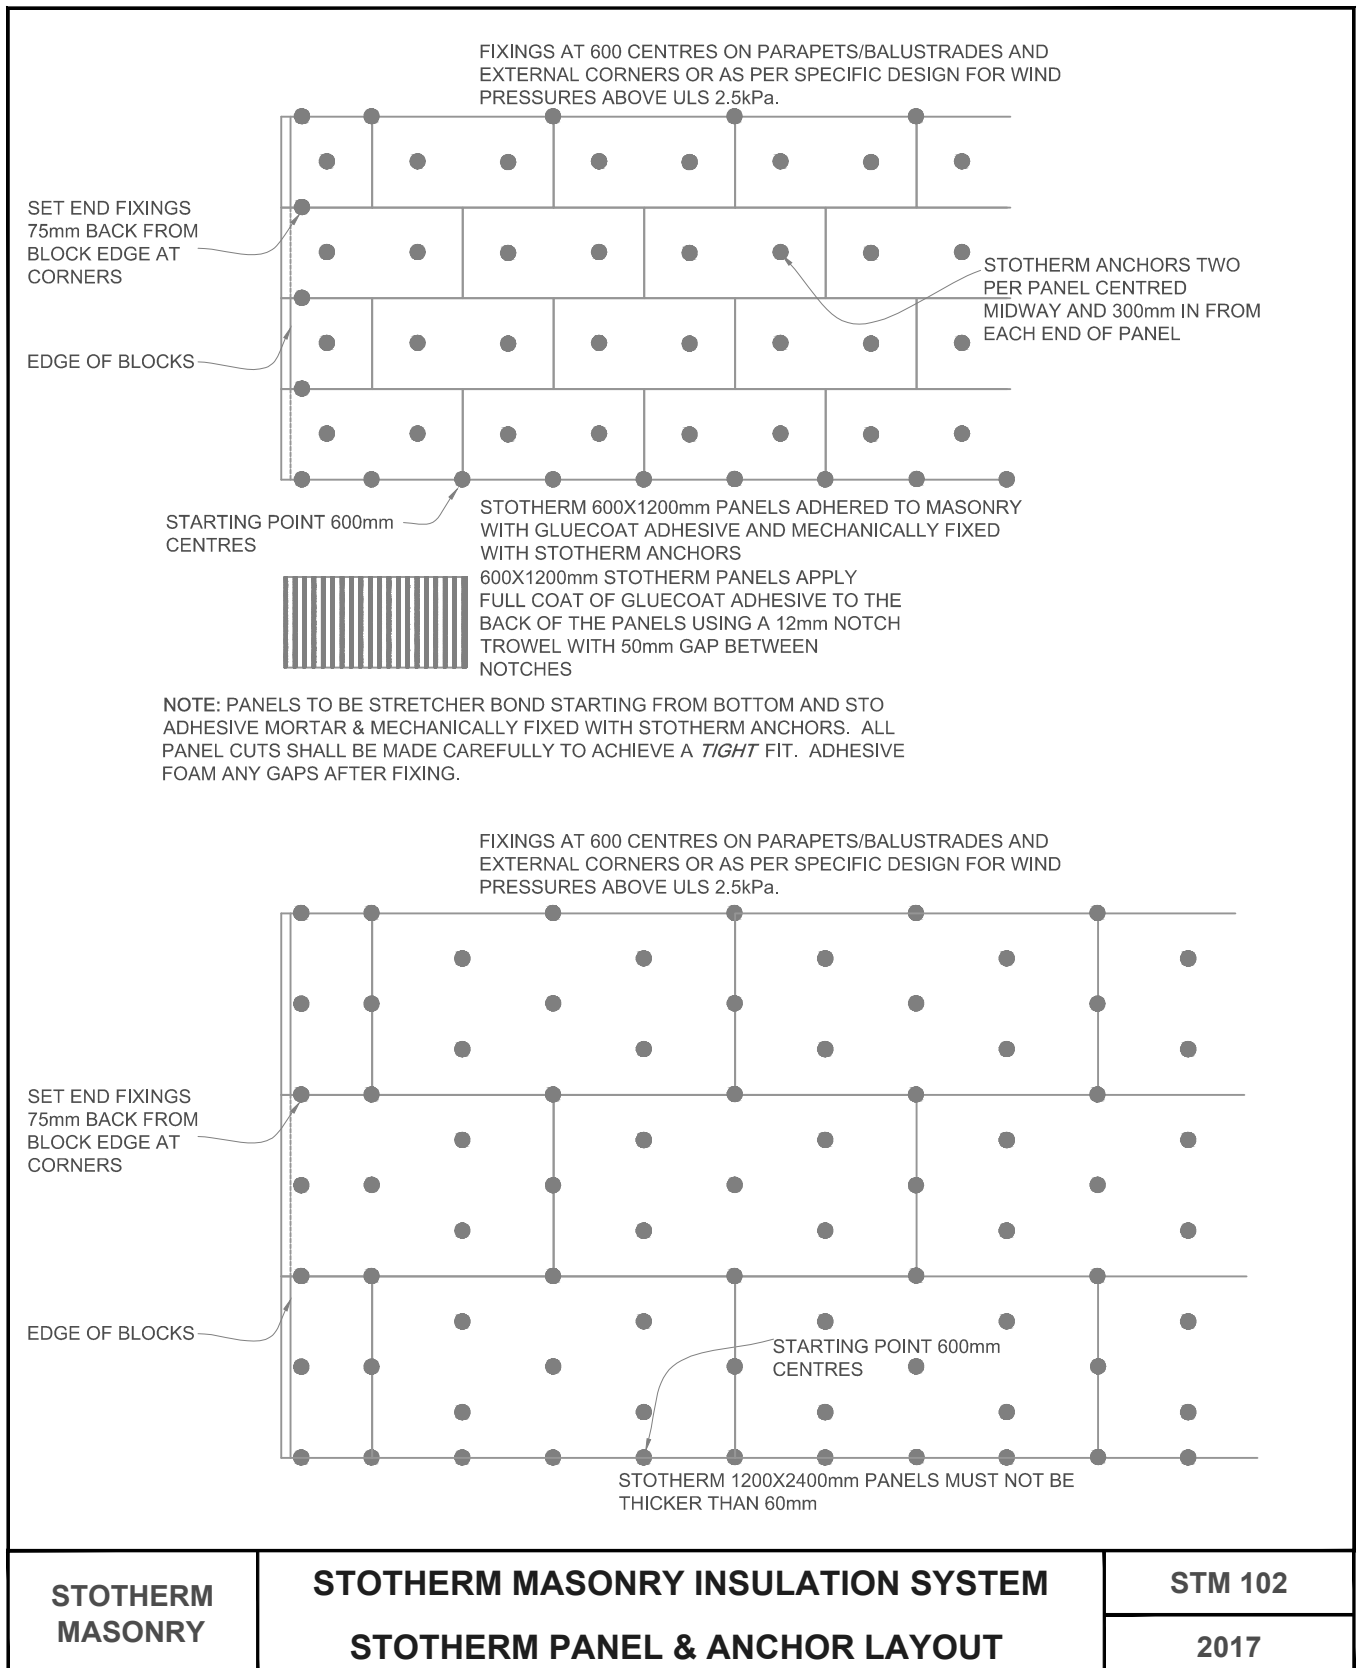 FIXINGS AT 600 CENTRES ON PARAPETS/BALUSTRADES AND
EXTERNAL CORNERS OR AS PER SPECIFIC DESIGN FOR WIND
PRESSURES ABOVE ULS 2.5kPa.
SET END FIXINGS
75mm BACK FROM
BLOCK EDGE AT
CORNERS
STOTHERM ANCHORS TWO
PER PANEL CENTRED
MIDWAY AND 300mm IN FROM
EACH END OF PANEL
EDGE OF BLOCKS
STARTING POINT 600mm
CENTRES
STOTHERM 600X1200mm PANELS ADHERED TO MASONRY
WITH GLUECOAT ADHESIVE AND MECHANICALLY FIXED
WITH STOTHERM ANCHORS
600X1200mm STOTHERM PANELS APPLY
FULL COAT OF GLUECOAT ADHESIVE TO THE
BACK OF THE PANELS USING A 12mm NOTCH
TROWEL WITH 50mm GAP BETWEEN
NOTCHES
NOTE: PANELS TO BE STRETCHER BOND STARTING FROM BOTTOM AND STO
ADHESIVE MORTAR & MECHANICALLY FIXED WITH STOTHERM ANCHORS. ALL
PANEL CUTS SHALL BE MADE CAREFULLY TO ACHIEVE A TIGHT FIT. ADHESIVE
FOAM ANY GAPS AFTER FIXING.
FIXINGS AT 600 CENTRES ON PARAPETS/BALUSTRADES AND
EXTERNAL CORNERS OR AS PER SPECIFIC DESIGN FOR WIND
PRESSURES ABOVE ULS 2.5kPa.
SET END FIXINGS
75mm BACK FROM
BLOCK EDGE AT
CORNERS
EDGE OF BLOCKS
STARTING POINT 600mm
CENTRES
STOTHERM 1200X2400mm PANELS MUST NOT BE
THICKER THAN 60mm
STOTHERM
MASONRY
STOTHERM MASONRY INSULATION SYSTEM
STOTHERM PANEL & ANCHOR LAYOUT
STM 102
2017